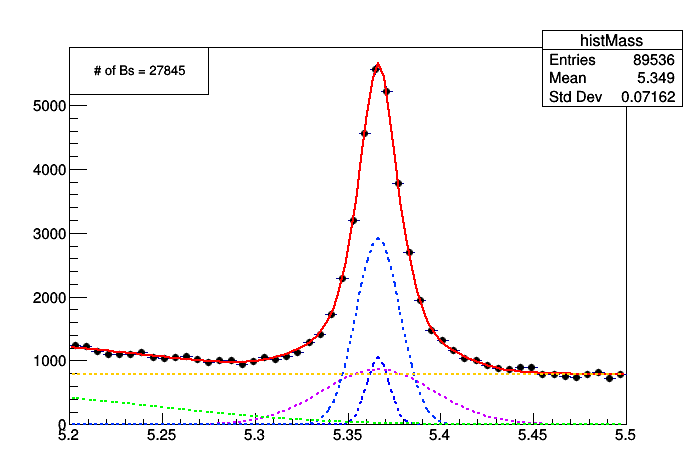 histMass
Entries 89536
Mean 5.349
Std Dev 0.07162
# of Bs = 27845
5000
4000
3000
2000
1000
0
5.2 5.25 5.3 5.35 5.4 5.45 5.5